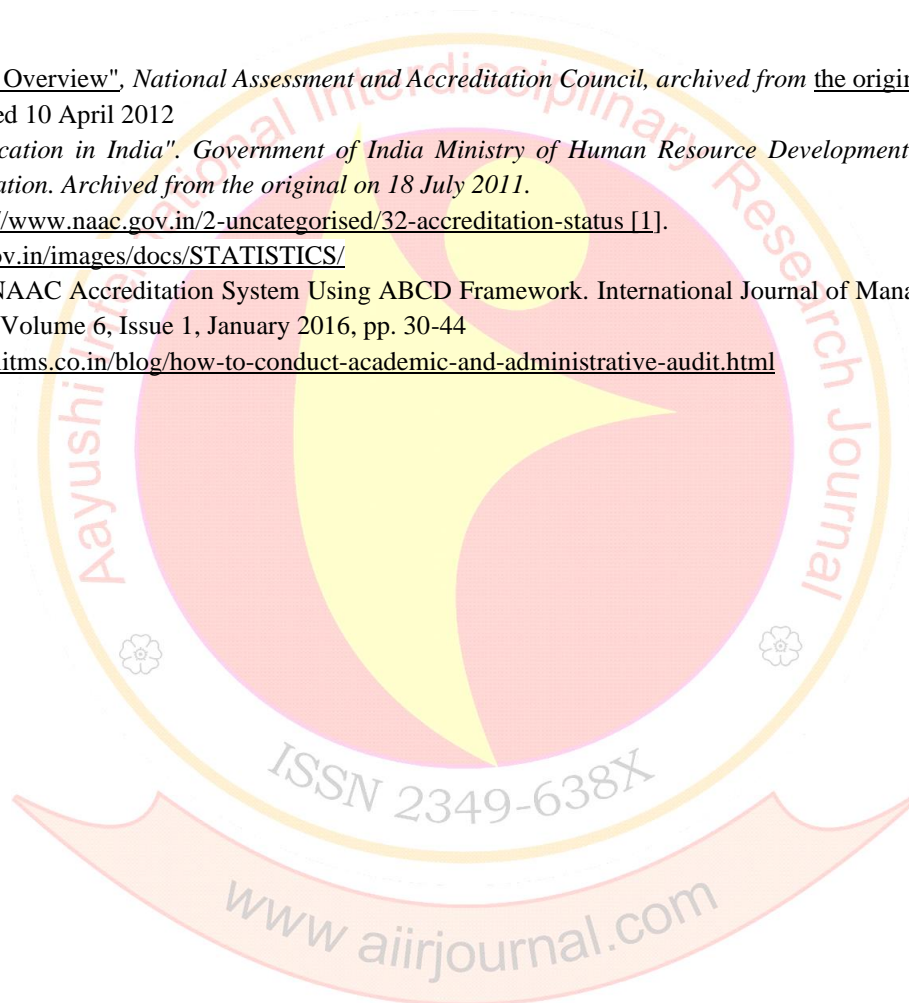 Overview", National Assessment and Accreditation Council, archived from the origin
ed 10 April 2012
cation in India". Government of India Ministry of Human Resource Development
ation. Archived from the original on 18 July 2011.
//www.naac.gov.in/2-uncategorised/32-accreditation-status [1].
ov.in/images/docs/STATISTICS/
NAAC Accreditation System Using ABCD Framework. International Journal of Mana
Volume 6, Issue 1, January 2016, pp. 30-44
itms.co.in/blog/how-to-conduct-academic-and-administrative-audit.html
Aayushi International Interdisciplinary Research Journal
ISSN 2349-638X
www aiirjournal.com